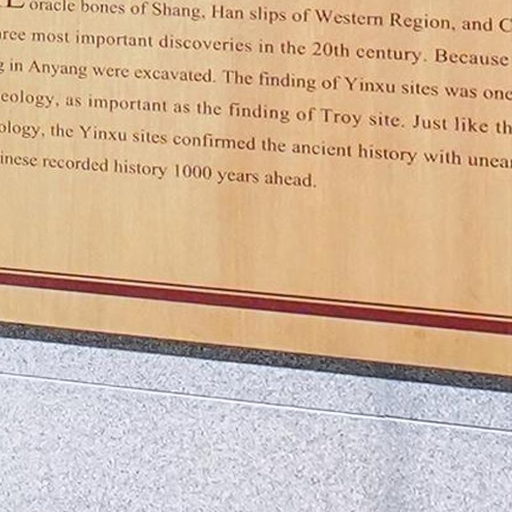 oracle bones of Shang, Han slips of Western Region, and
most important discoveries in the 20th century. Because
in Anyang were excavated. The finding of Yinxu sites was one
eology, as important as the finding of Troy site. Just like th
ology, the Yinxu sites confirmed the ancient history with unear
inese recorded history 1000 years ahead.